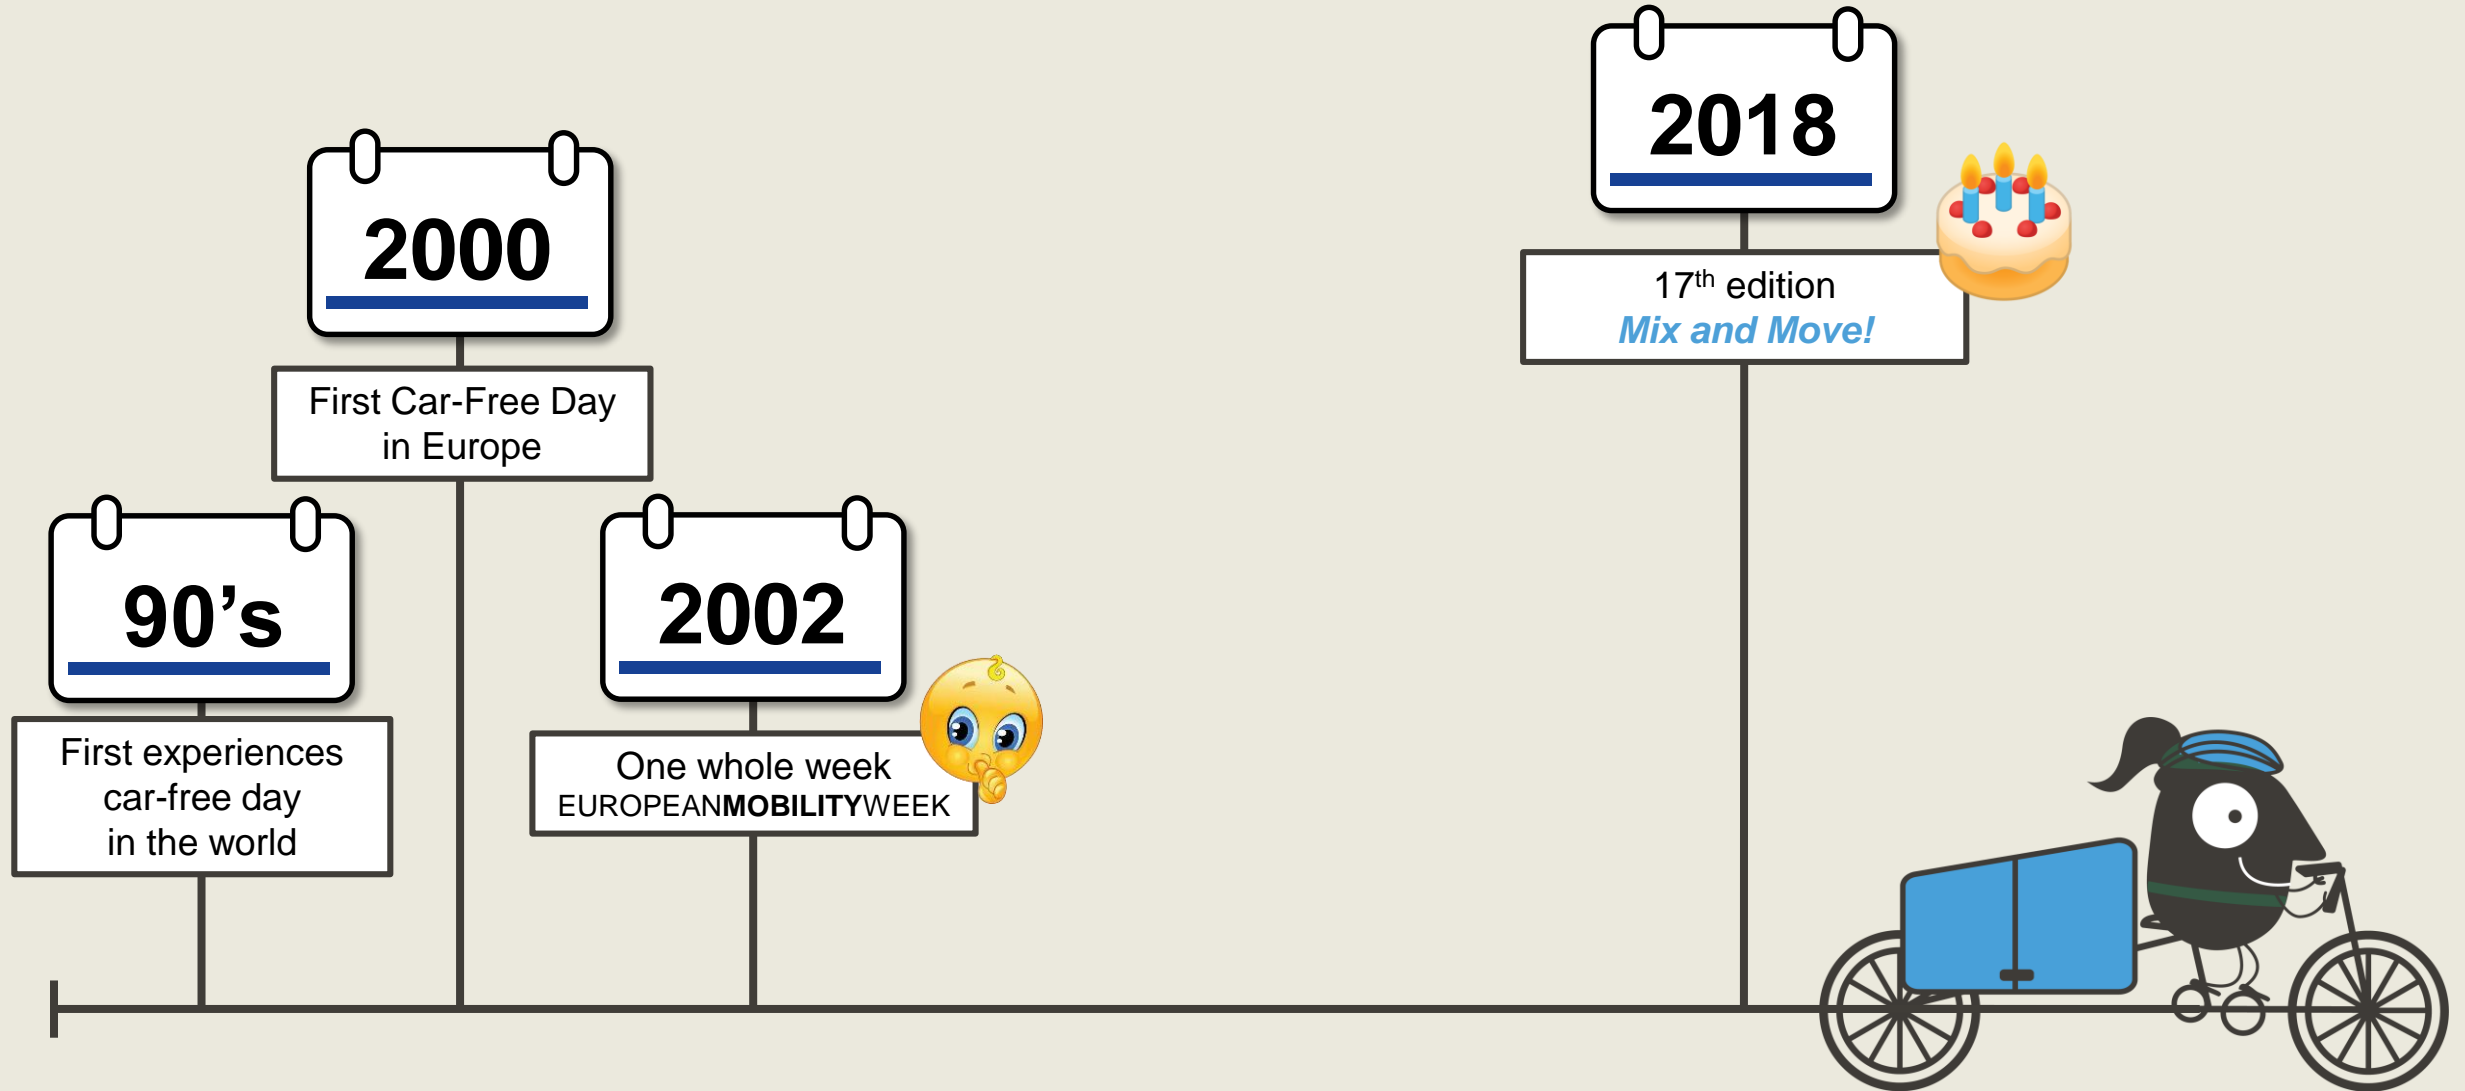 90’s
First experiences
car-free day
in the world
2000
First Car-Free Day
in Europe
2002
One whole week
EUROPEANMOBILITYWEEK
2018
17th edition
Mix and Move!